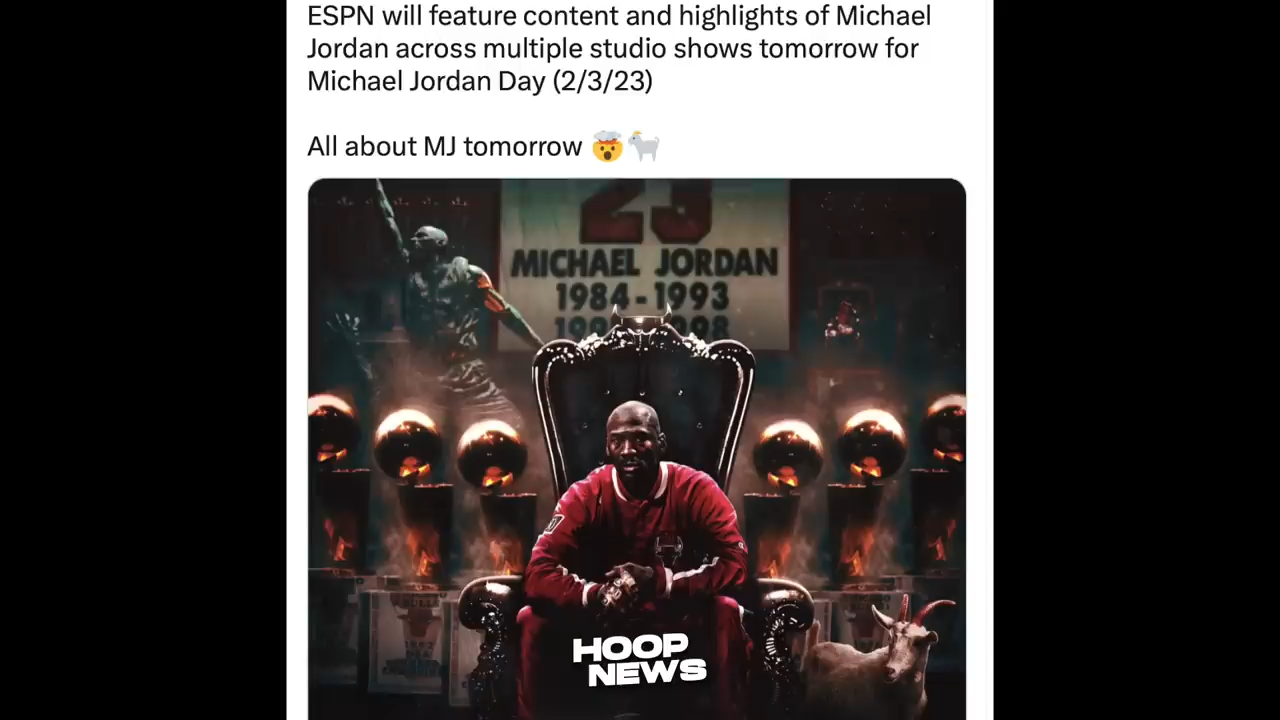 ESPN will feature content and highlights of Michael
Jordan across multiple studio shows tomorrow for
Michael Jordan Day (2/3/23)
All about MJ tomorrow 🤯🐐
23
MICHAEL JORDAN
1984-1993
HOOP
NEWS